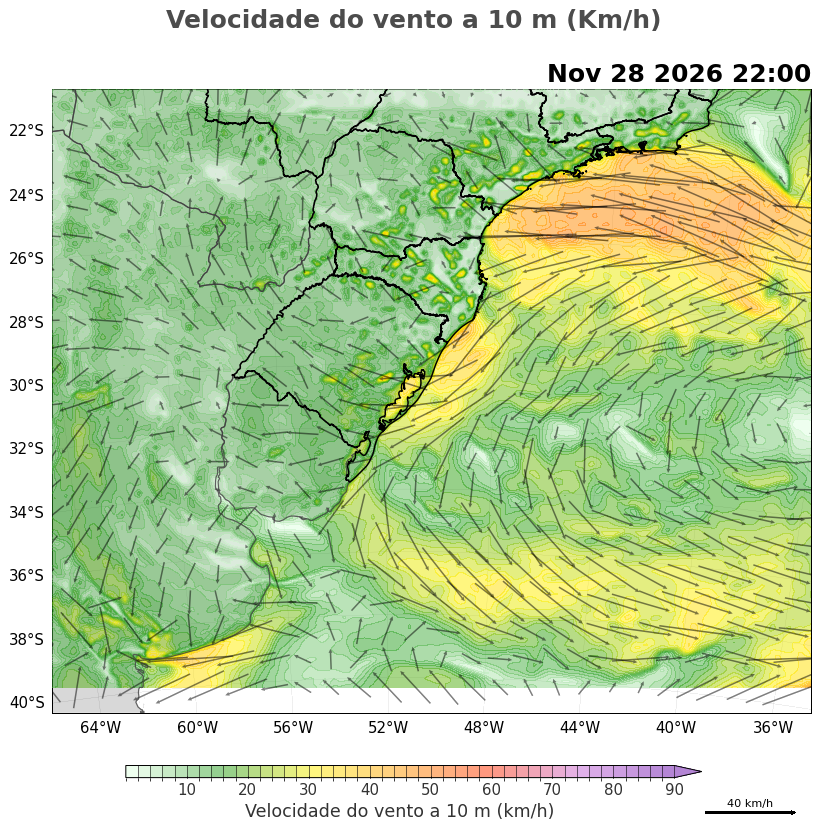 Velocidade do vento a 10 m (Km/h)
Nov 28 2026 22:00
22°S
24°S
26°S
28°S
30°S
32°S
34°S
36°S
38°S
40°S
64°W 60°W 56°W 52°W 48°W 44°W 40°W 36°W
10 20 30 40 50 60 70 80 90
Velocidade do vento a 10 m (km/h)
40 km/h